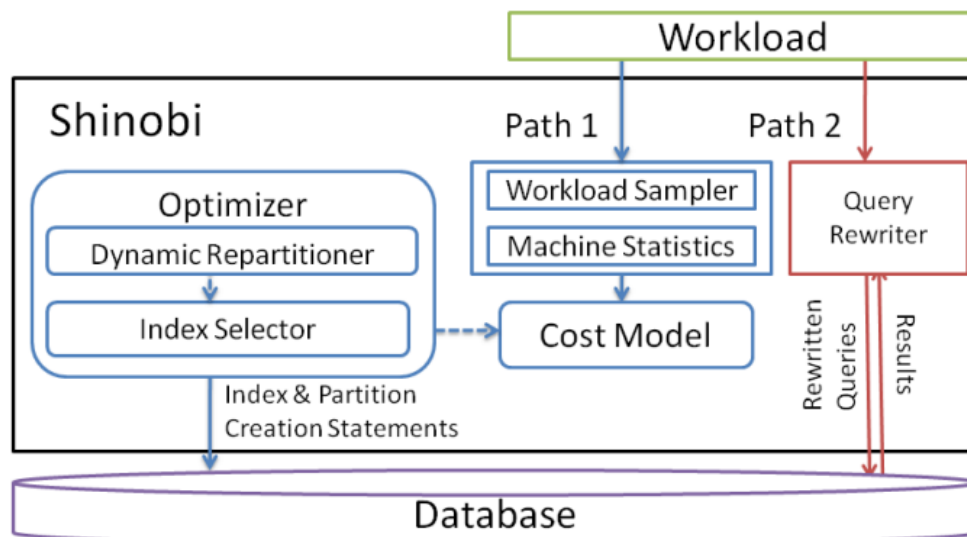 Workload
Shinobi
Path 1
Path 2
Optimizer
Dynamic Repartitioner
Index Selector
Workload Sampler
Machine Statistics
Cost Model
Query
Rewriter
Index & Partition
Creation Statements
Rewritten
Queries
Results
Database